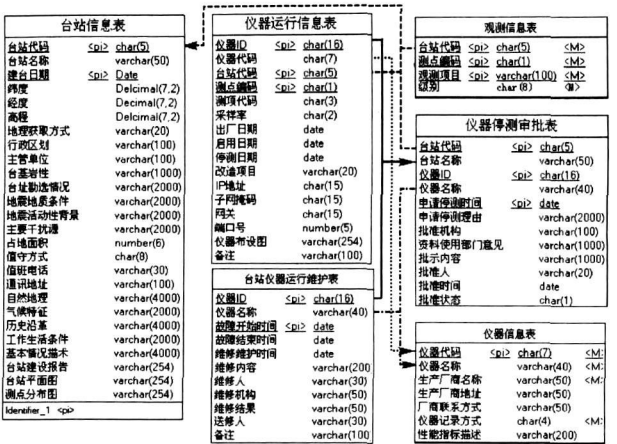 台站信息表
台站代码 <pi> char(5)
台站名称 varchar(50)
建台日期 <pi> Date
纬度 Delcimal(7,2)
经度 Decimal(7,2)
高程 Delcimal(7,2)
地理获取方式 varchar(20)
行政区划 varchar(100)
主管单位 varchar(100)
台基岩性 varchar(1000)
台址勘选情况 varchar(2000)
地震地质条件 varchar(2000)
地震活动性背景 varchar(2000)
主要干扰源 varchar(2000)
占地面积 number(6)
值守方式 char(8)
值班电话 varchar(30)
通讯地址 varchar(100)
自然地理 varchar(4000)
气候特征 varchar(2000)
历史沿革 varchar(4000)
工作生活条件 varchar(2000)
基本情况描术 varchar(4000)
台站建设报告 varchar(254)
台站平面图 varchar(254)
测点分布图 varchar(254)
Identifier_1 <pi>
仪器运行信息表
仪器ID <pi> char(16)
仪器代码 char(7)
台站代码 <pi> char(5)
测点编码 <pi> char(1)
测项代码 char(3)
采样率 char(2)
出厂日期 date
启用日期 date
停测日期 date
改造项目 varchar(20)
IP地址 char(15)
子网掩码 char(15)
网关 char(15)
端口号 number(5)
仪器布设图 varchar(254)
备注 varchar(100)
台站仪器运行维护表
仪器ID <pi> char(16)
仪器名称 varchar(40)
故障开始时间 <pi> date
故障结束时间 date
维修维护时间 date
维修内容 varchar(200
维修人 varchar(30)
维修机构 varchar(50)
维修结果 varchar(50)
送修人 varchar(30)
备注 varchar(100)
观测信息表
台站代码 <pi> char(5) <M>
测点编码 <pi> char(1) <M>
观测项目 <pi> varchar(100) <M>
级别 char(8) <M>
仪器停测审批表
台站代码 <pi> char(5)
台站名称 varchar(50)
仪器ID <pi> char(16)
仪器名称 varchar(40)
申请停测时间 <pi> date
申请停测理由 varchar(2000)
批准机构 varchar(100)
资料使用部门意见 varchar(1000)
批示内容 varchar(1000)
批准人 varchar(20)
批准时间 date
批准状态 char(1)
仪器信息表
仪器代码 <pi> char(7) <M:
仪器名称 varchar(40) <M:
生产厂商名称 varchar(50) <M:
生产厂商地址 varchar(50)
厂商联系方式 varchar(50)
仪器记录方式 char(4) <M:
性能指标描述 varchar(200)